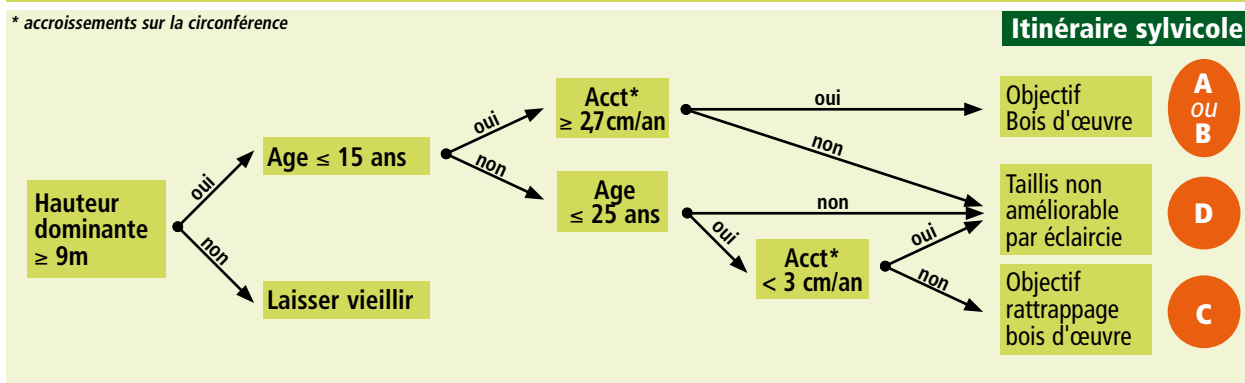 * accroissements sur la circonférence
Itinéraire sylvicole
Hauteur
dominante
≥ 9m
oui
non
Age ≤ 15 ans
Laisser vieillir
oui
non
Acct*
≥ 2,7 cm/an
Age
≤ 25 ans
oui
non
non
oui
Acct*
< 3 cm/an
oui
non
Objectif
Bois d'œuvre
A
ou
B
Taillis non
améliorable
par éclaircie
D
Objectif
rattrappage
bois d'œuvre
C